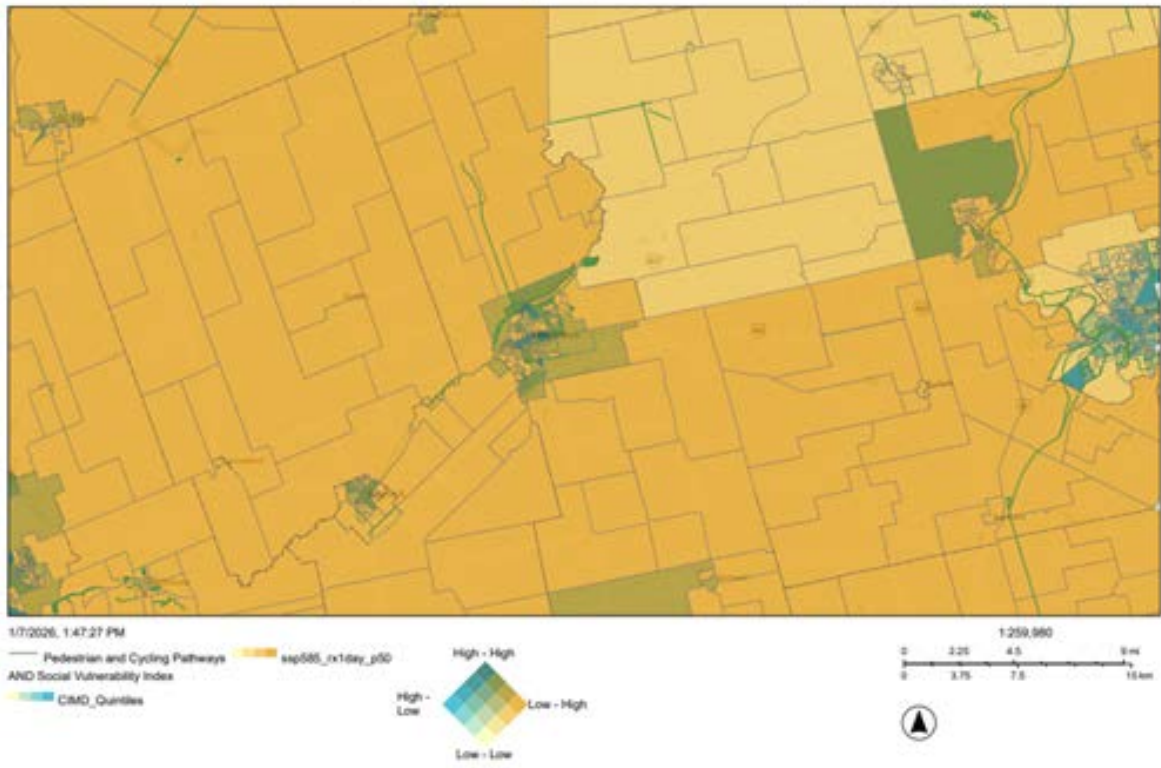 1/7/2026, 1:47:27 PM
Pedestrian and Cycling Pathways
ssp585_rx1day_p50
AND Social Vulnerability Index
CIMD_Quintiles
High - High
High - Low
Low - High
Low - Low
1:259,980
0 2.25 4.5 9 mi
0 3.75 7.5 15 km